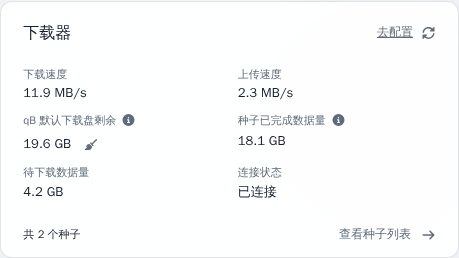 下载器
去配置
下载速度
上传速度
11.9 MB/s
2.3 MB/s
qB 默认下载盘剩余
种子已完成数据量
19.6 GB
18.1 GB
待下载数据量
连接状态
4.2 GB
已连接
共 2 个种子
查看种子列表